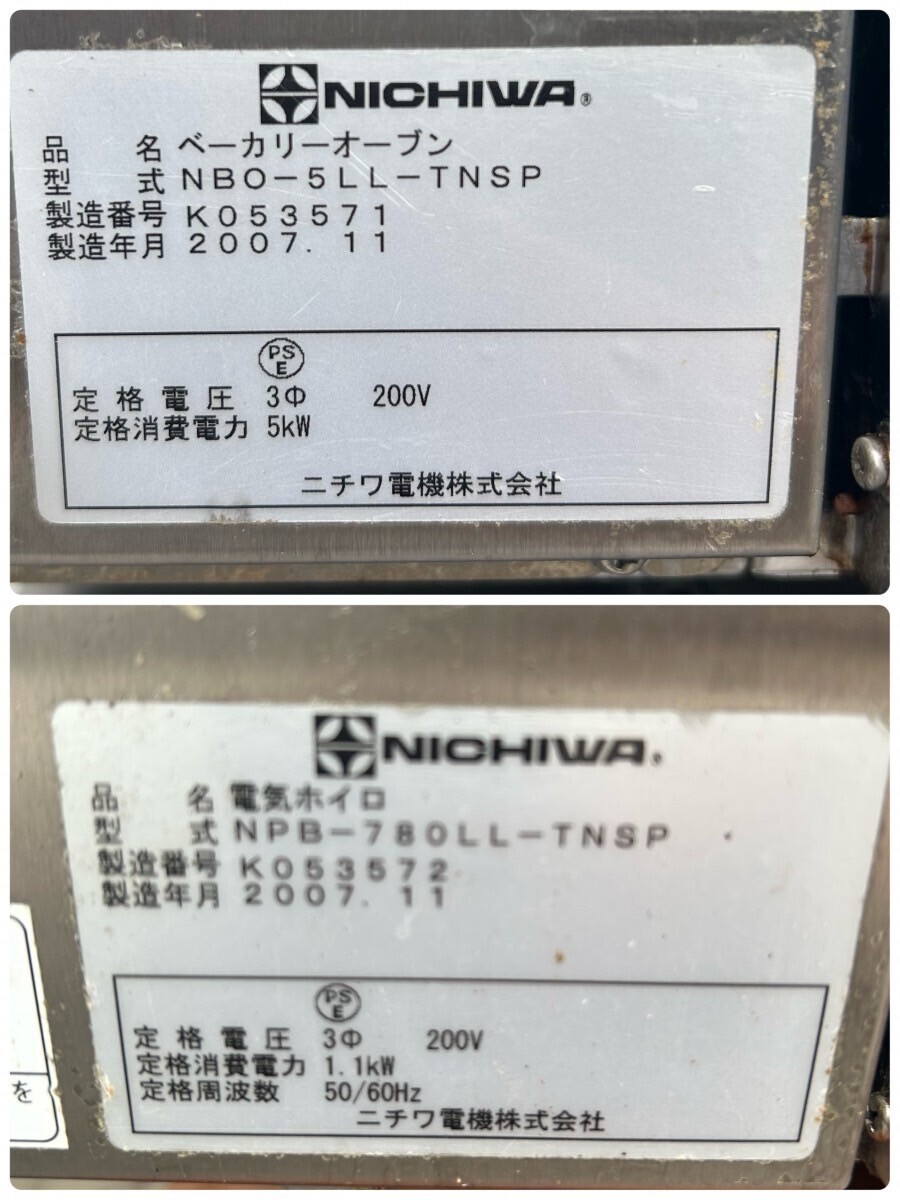 NICHIWA®
品 名 ベーカリーオーブン
型 式 NBO-5LL-TNSP
製造番号 K053571
製造年月 2007.11
PS
E
定格電圧 3Φ 200V
定格消費電力 5kW
ニチワ電機株式会社
NICHIWA®
品 名 電気ホイロ
型 式 NPB-780LL-TNSP
製造番号 K053572
製造年月 2007.11
PS
E
定格電圧 3Φ 200V
定格消費電力 1.1kW
定格周波数 50/60Hz
ニチワ電機株式会社
を